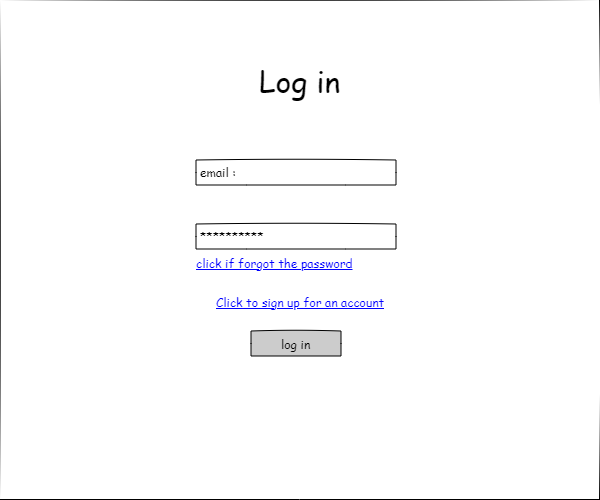 Log in
email :
**********
click if forgot the password
Click to sign up for an account
log in